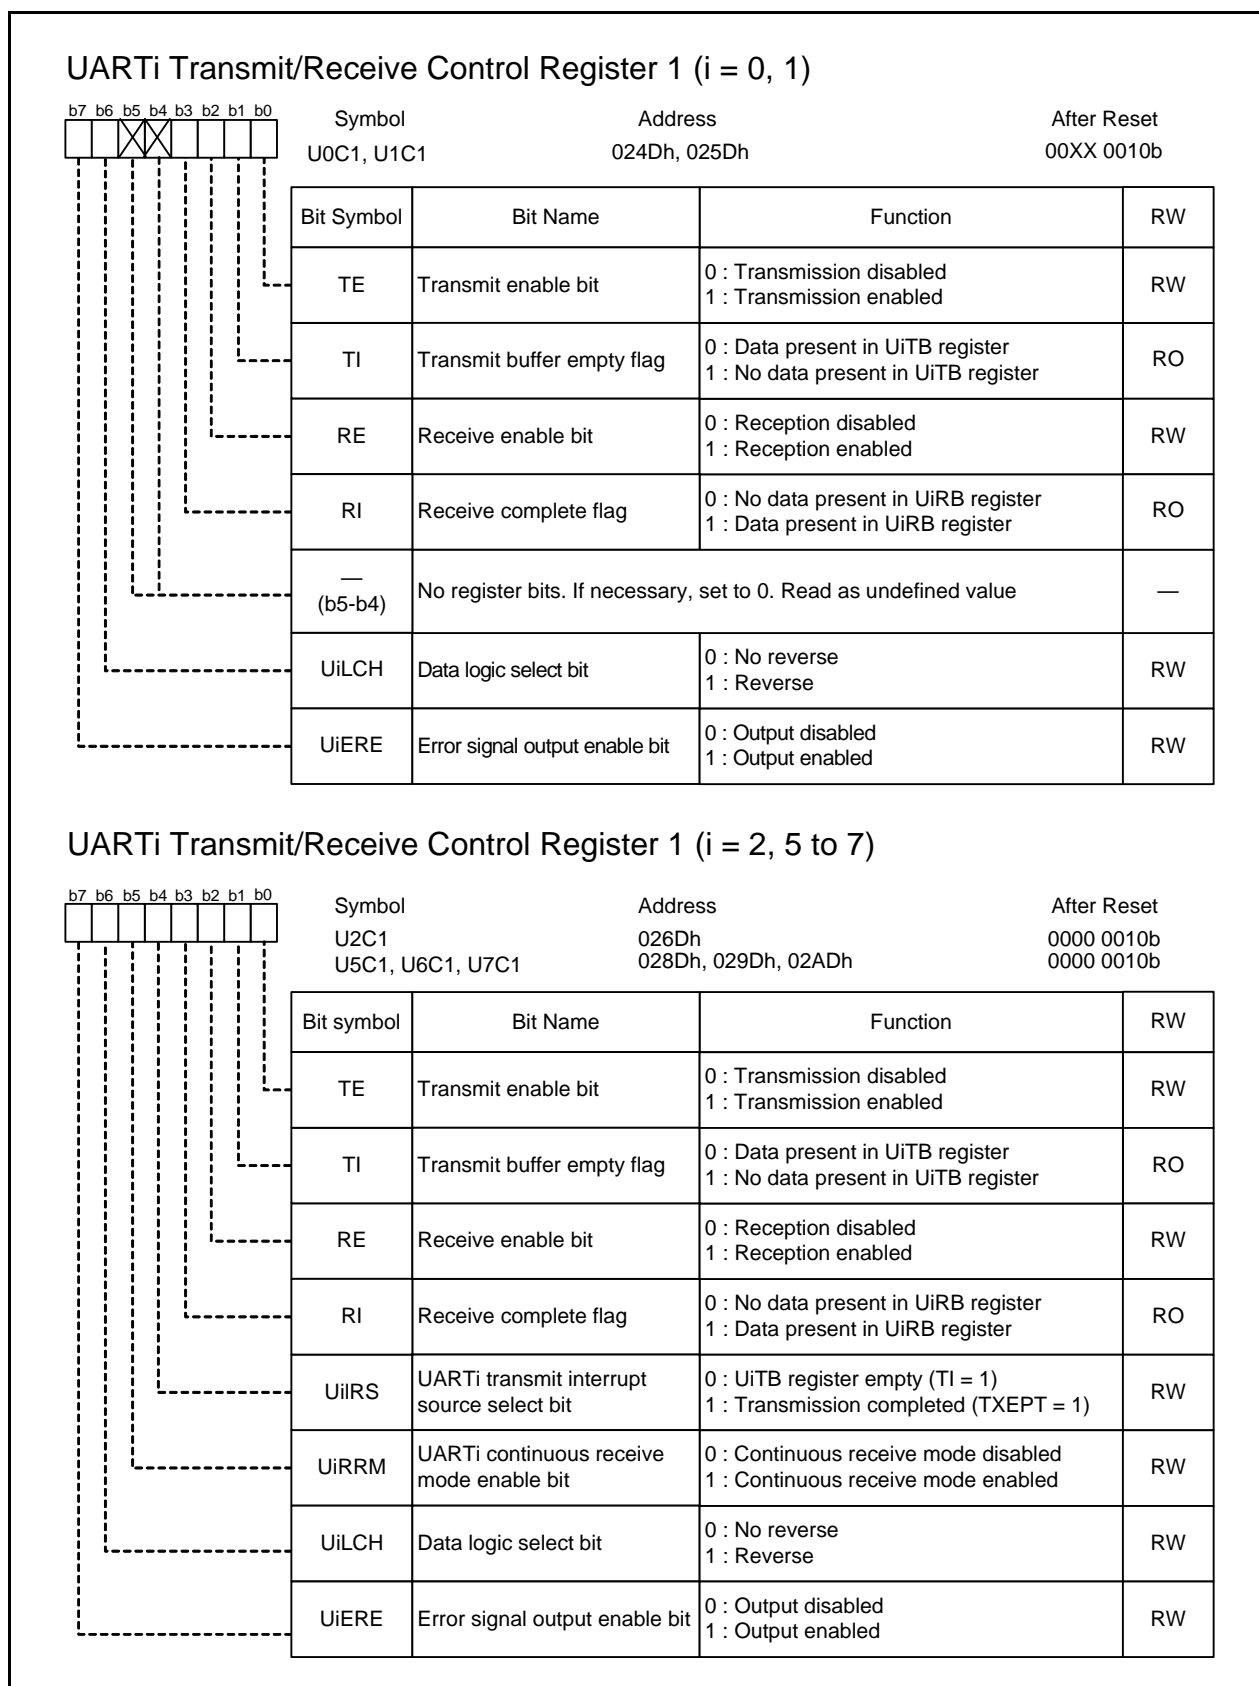 UARTi Transmit/Receive Control Register 1 (i = 0, 1)
b7 b6 b5 b4 b3 b2 b1 b0
Symbol Address After Reset
U0C1, U1C1 024Dh, 025Dh 00XX 0010b
Bit Symbol Bit Name Function RW
TE Transmit enable bit 0 : Transmission disabled RW
1 : Transmission enabled
TI Transmit buffer empty flag 0 : Data present in UiTB register RO
1 : No data present in UiTB register
RE Receive enable bit 0 : Reception disabled RW
1 : Reception enabled
RI Receive complete flag 0 : No data present in UiRB register RO
1 : Data present in UiRB register
— 
(b5-b4) No register bits. If necessary, set to 0. Read as undefined value —
UiLCH Data logic select bit 0 : No reverse RW
1 : Reverse
UiERE Error signal output enable bit 0 : Output disabled RW
1 : Output enabled
UARTi Transmit/Receive Control Register 1 (i = 2, 5 to 7)
b7 b6 b5 b4 b3 b2 b1 b0
Symbol Address After Reset
U2C1 026Dh 0000 0010b
U5C1, U6C1, U7C1 028Dh, 029Dh, 02ADh 0000 0010b
Bit symbol Bit Name Function RW
TE Transmit enable bit 0 : Transmission disabled RW
1 : Transmission enabled
TI Transmit buffer empty flag 0 : Data present in UiTB register RO
1 : No data present in UiTB register
RE Receive enable bit 0 : Reception disabled RW
1 : Reception enabled
RI Receive complete flag 0 : No data present in UiRB register RO
1 : Data present in UiRB register
UiIRS UARTi transmit interrupt 0 : UiTB register empty (TI = 1) RW
source select bit 1 : Transmission completed (TXEPT = 1)
UiRRM UARTi continuous receive 0 : Continuous receive mode disabled RW
mode enable bit 1 : Continuous receive mode enabled
UiLCH Data logic select bit 0 : No reverse RW
1 : Reverse
UiERE Error signal output enable bit 0 : Output disabled RW
1 : Output enabled